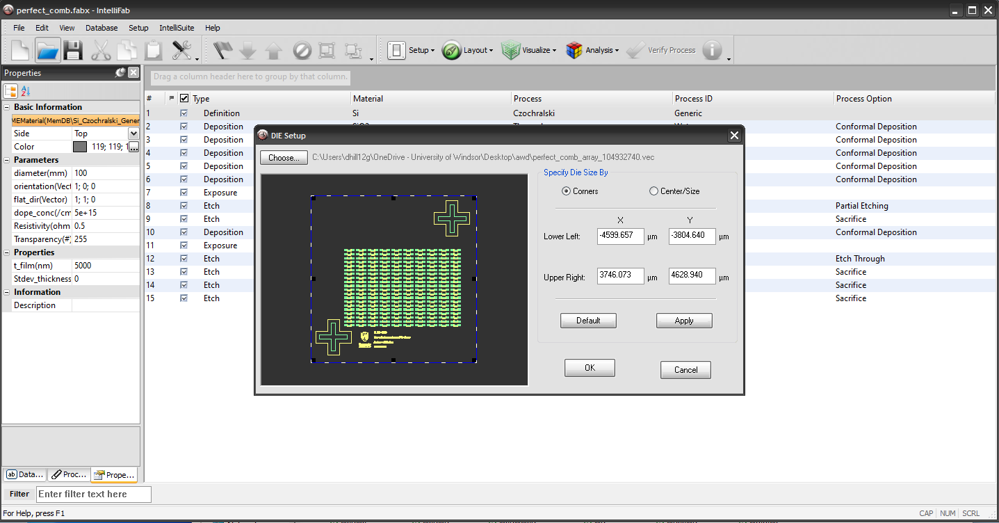 perfect_comb.fabx - IntelliFab
File Edit View Database Setup IntelliSuite Help
Setup Layout Visualize Analysis Verify Process
Properties
Basic Information
MEMaterial(MemDB\Si_Czochralski_Gener
Side Top
Color 119; 119; 1 ...
Parameters
diameter(mm) 100
orientation(Vect 1; 0; 0
flat_dir(Vector) 1; 1; 0
dope_conc(/cm 5e+15
Resistivity(ohm 0.5
Transparency(#) 255
Properties
t_film(nm) 5000
Stdev_thickness 0
Information
Description
Data... Proc... Prope...
Drag a column header here to group by that column.
# Type Material Process Process ID Process Option
1 Definition Si Czochralski Generic
2 Deposition Conformal Deposition
3 Deposition Conformal Deposition
4 Deposition Conformal Deposition
5 Deposition Conformal Deposition
6 Deposition Conformal Deposition
7 Exposure
8 Etch Partial Etching
9 Etch Sacrifice
10 Deposition Conformal Deposition
11 Exposure
12 Etch Etch Through
13 Etch Sacrifice
14 Etch Sacrifice
15 Etch Sacrifice
DIE Setup
Choose... C:\Users\dhill12g\OneDrive - University of Windsor\Desktop\awd\perfect_comb_array_104932740.vec
Specify Die Size By
Corners Center/Size
X Y
Lower Left: -4599.657 μm -3804.640 μm
Upper Right: 3746.073 μm 4628.940 μm
Default Apply
OK Cancel
Filter Enter filter text here
For Help, press F1
CAP NUM SCRL